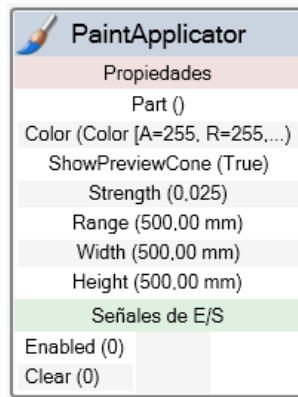 PaintApplicator
Propiedades
Part ()
Color (Color [A=255, R=255,...)
ShowPreviewCone (True)
Strength (0,025)
Range (500,00 mm)
Width (500,00 mm)
Height (500,00 mm)
Señales de E/S
Enabled (0)
Clear (0)